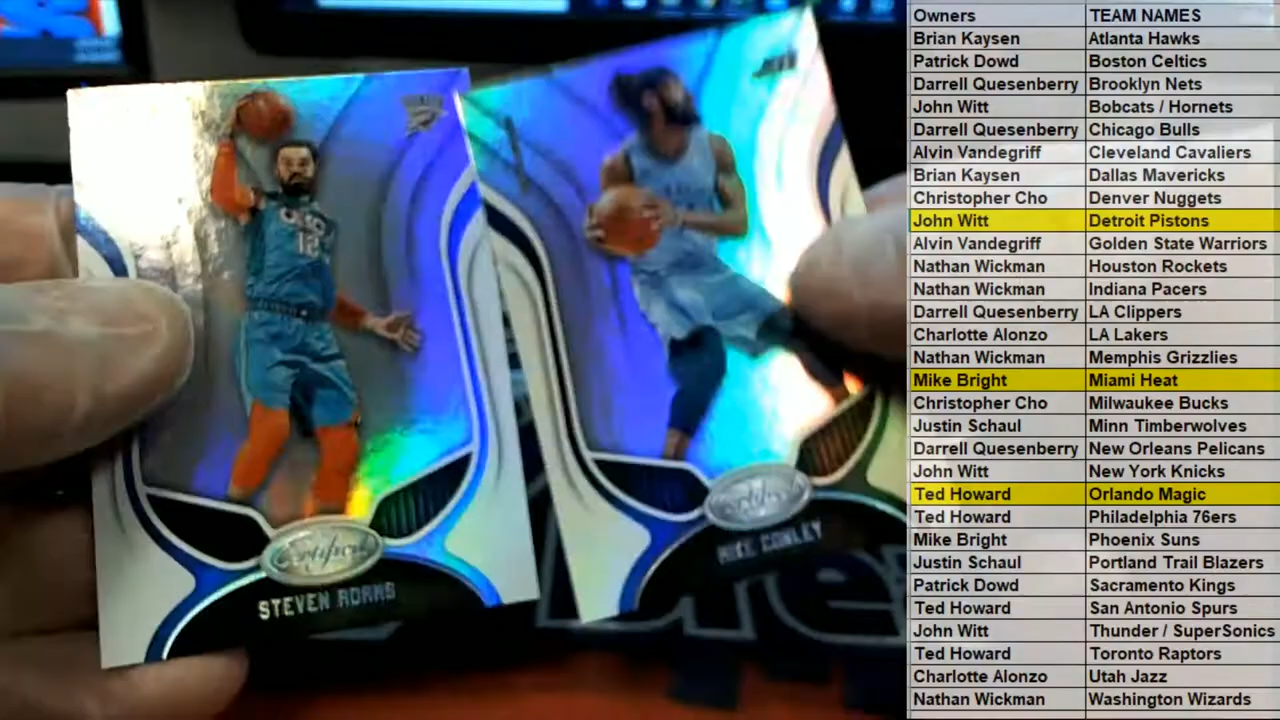 OKC
12
Certified
STEVEN ADAMS
Certified
MIKE CONLEY
Owners TEAM NAMES
Brian Kaysen Atlanta Hawks
Patrick Dowd Boston Celtics
Darrell Quesenberry Brooklyn Nets
John Witt Bobcats / Hornets
Darrell Quesenberry Chicago Bulls
Alvin Vandegriff Cleveland Cavaliers
Brian Kaysen Dallas Mavericks
Christopher Cho Denver Nuggets
John Witt Detroit Pistons
Alvin Vandegriff Golden State Warriors
Nathan Wickman Houston Rockets
Nathan Wickman Indiana Pacers
Darrell Quesenberry LA Clippers
Charlotte Alonzo LA Lakers
Nathan Wickman Memphis Grizzlies
Mike Bright Miami Heat
Christopher Cho Milwaukee Bucks
Justin Schaul Minn Timberwolves
Darrell Quesenberry New Orleans Pelicans
John Witt New York Knicks
Ted Howard Orlando Magic
Ted Howard Philadelphia 76ers
Mike Bright Phoenix Suns
Justin Schaul Portland Trail Blazers
Patrick Dowd Sacramento Kings
Ted Howard San Antonio Spurs
John Witt Thunder / SuperSonics
Ted Howard Toronto Raptors
Charlotte Alonzo Utah Jazz
Nathan Wickman Washington Wizards